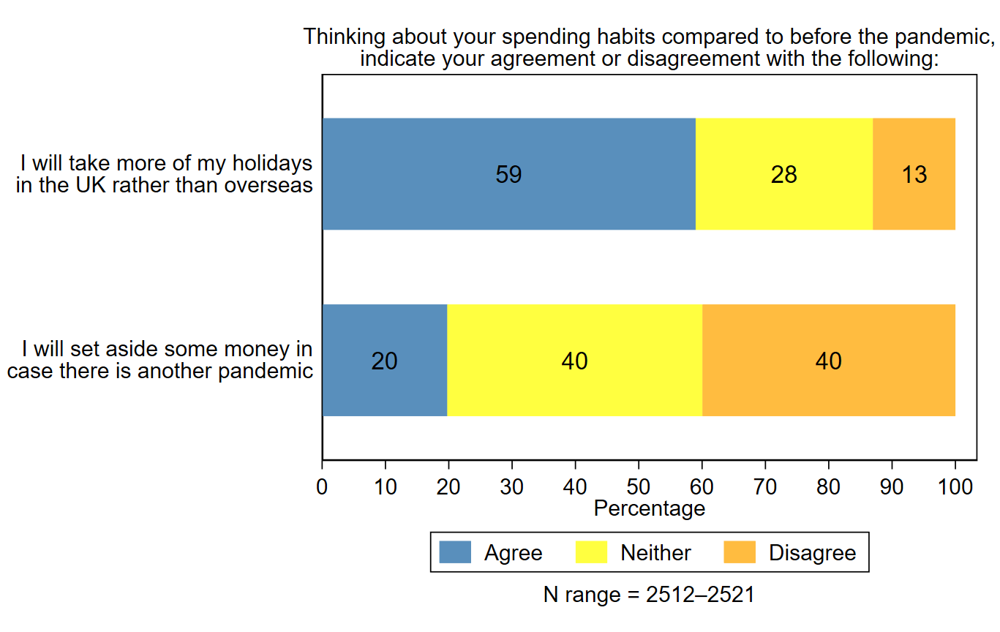 Thinking about your spending habits compared to before the pandemic,
indicate your agreement or disagreement with the following:
I will take more of my holidays
in the UK rather than overseas
59
28
13
I will set aside some money in
case there is another pandemic
20
40
40
0 10 20 30 40 50 60 70 80 90 100
Percentage
Agree Neither Disagree
N range = 2512–2521